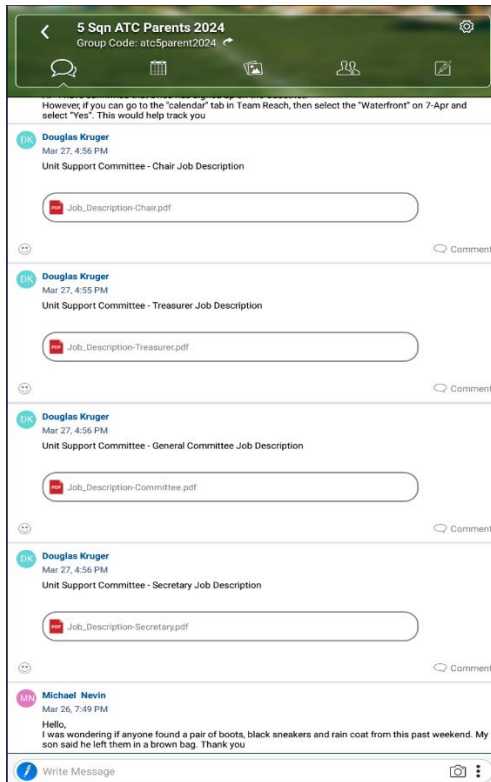 5 Sqn ATC Parents 2024
Group Code: atc5parent2024
However, if you can go to the "calendar" tab in Team Reach, then select the "Waterfront" on 7-Apr and
select "Yes". This would help track you
DK
Douglas Kruger
Mar 27, 4:56 PM
Unit Support Committee - Chair Job Description
PDF
Job_Description-Chair.pdf
Comment
DK
Douglas Kruger
Mar 27, 4:55 PM
Unit Support Committee - Treasurer Job Description
PDF
Job_Description-Treasurer.pdf
Comment
DK
Douglas Kruger
Mar 27, 4:56 PM
Unit Support Committee - General Committee Job Description
PDF
Job_Description-Committee.pdf
Comment
DK
Douglas Kruger
Mar 27, 4:56 PM
Unit Support Committee - Secretary Job Description
PDF
Job_Description-Secretary.pdf
Comment
MN
Michael Nevin
Mar 26, 7:49 PM
Hello,
I was wondering if anyone found a pair of boots, black sneakers and rain coat from this past weekend. My
son said he left them in a brown bag. Thank you
Write Message